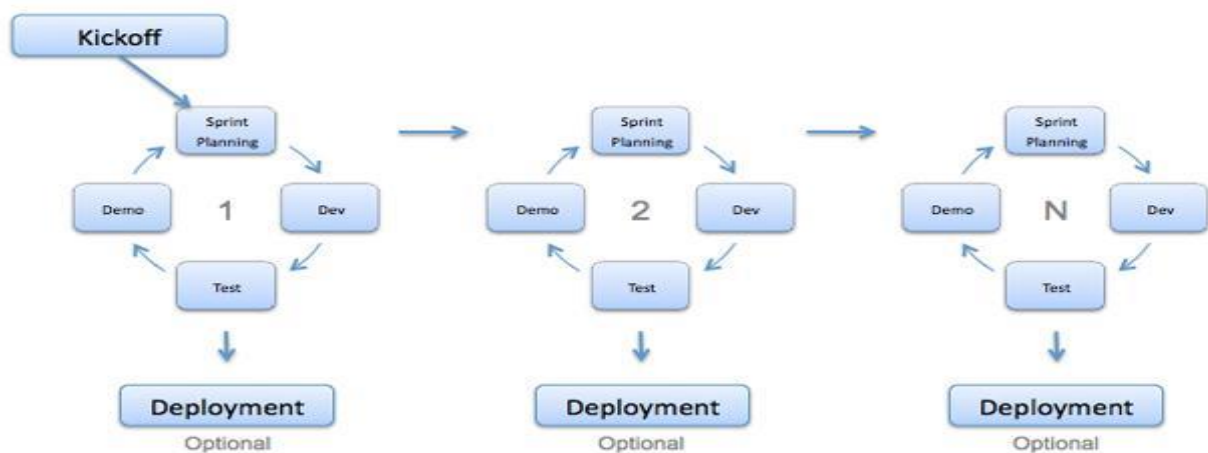 Kickoff
Sprint
Planning
Demo
1
Dev
Test
Deployment
Optional
Sprint
Planning
Demo
2
Dev
Test
Deployment
Optional
Sprint
Planning
Demo
N
Dev
Test
Deployment
Optional